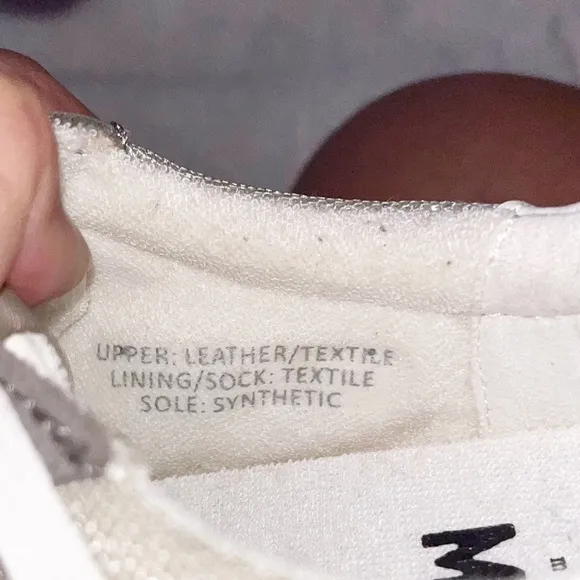 UPPER: LEATHER/TEXTILE
LINING/SOCK: TEXTILE
SOLE: SYNTHETIC
M
m